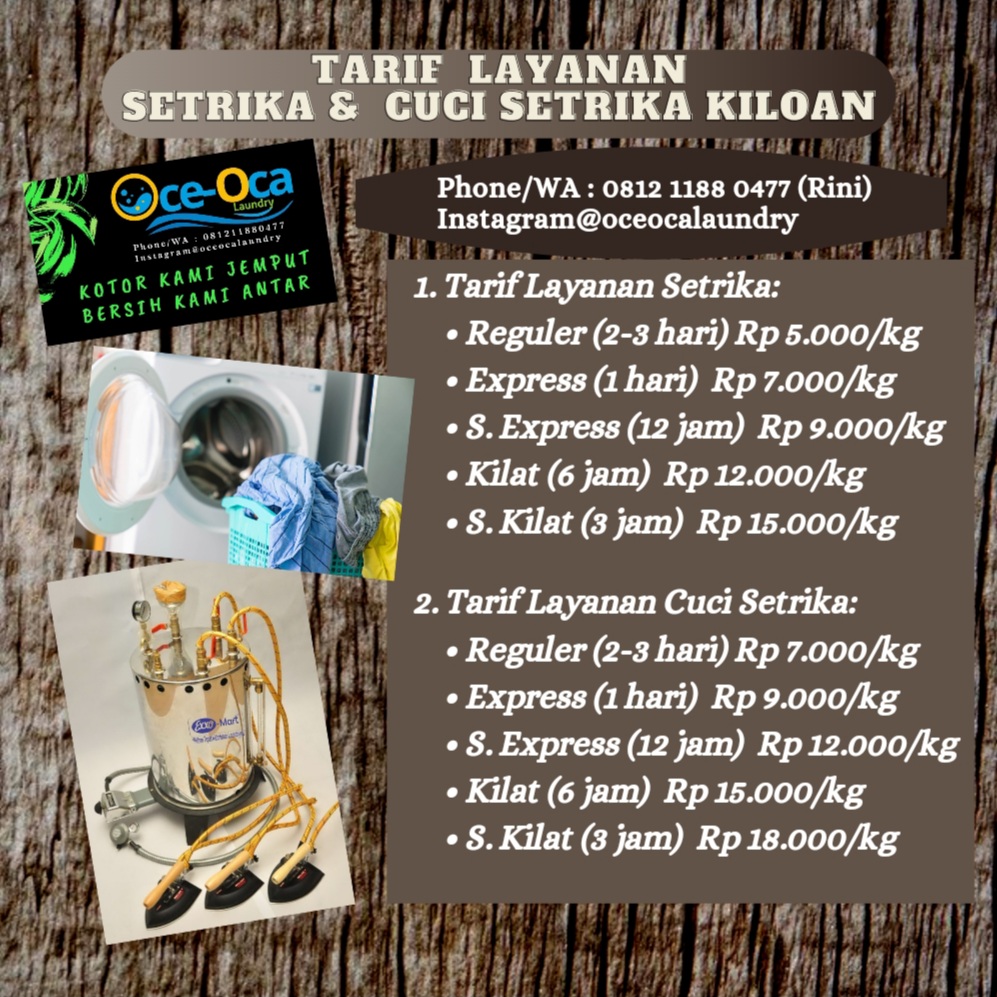 TARIF LAYANAN
SETRIKA & CUCI SETRIKA KILOAN
Oce-Oca
Laundry
Phone/WA : 081211880477
Instagram@oceocalaundry
KOTOR KAMI JEMPUT
BERSIH KAMI ANTAR
Phone/WA : 0812 1188 0477 (Rini)
Instagram@oceocalaundry
1. Tarif Layanan Setrika:
• Reguler (2-3 hari) Rp 5.000/kg
• Express (1 hari) Rp 7.000/kg
• S. Express (12 jam) Rp 9.000/kg
• Kilat (6 jam) Rp 12.000/kg
• S. Kilat (3 jam) Rp 15.000/kg
2. Tarif Layanan Cuci Setrika:
• Reguler (2-3 hari) Rp 7.000/kg
• Express (1 hari) Rp 9.000/kg
• S. Express (12 jam) Rp 12.000/kg
• Kilat (6 jam) Rp 15.000/kg
• S. Kilat (3 jam) Rp 18.000/kg
Mart